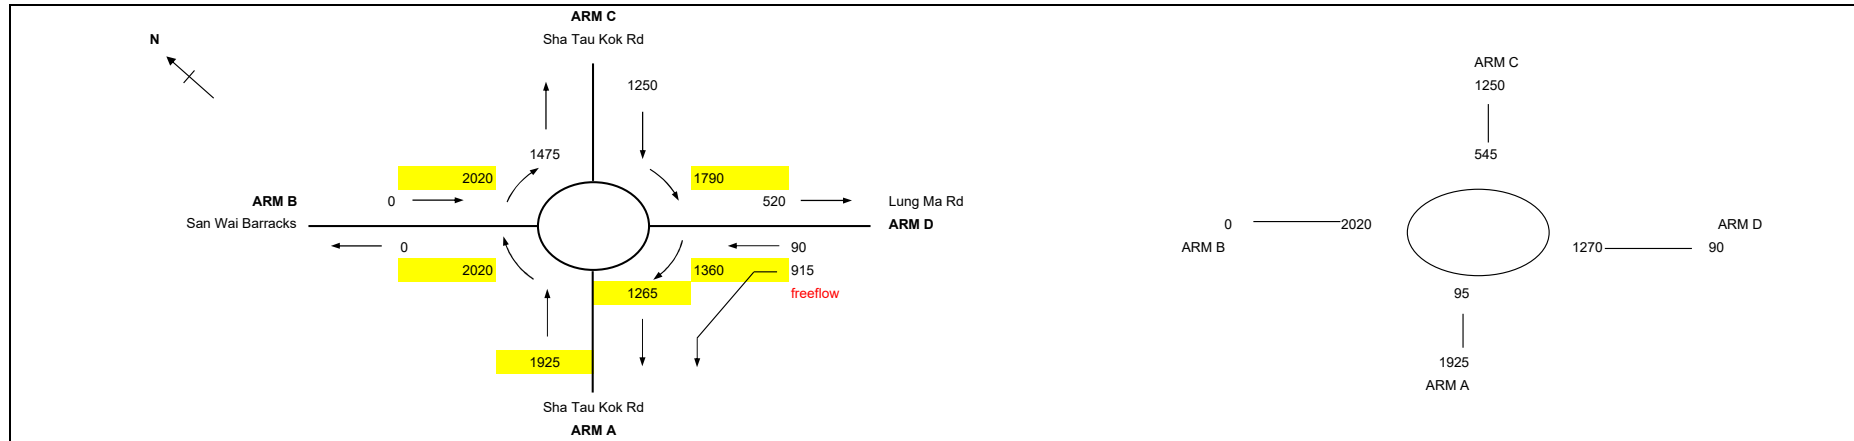 ARM C
Sha Tau Kok Rd
N
1250
1475
2020
1790
ARM B
0
520
Lung Ma Rd
San Wai Barracks
ARM D
0
90
2020
1360
915
1265
freeflow
1925
Sha Tau Kok Rd
ARM A
ARM C
1250
545
0
2020
ARM D
ARM B
1270
90
95
1925
ARM A